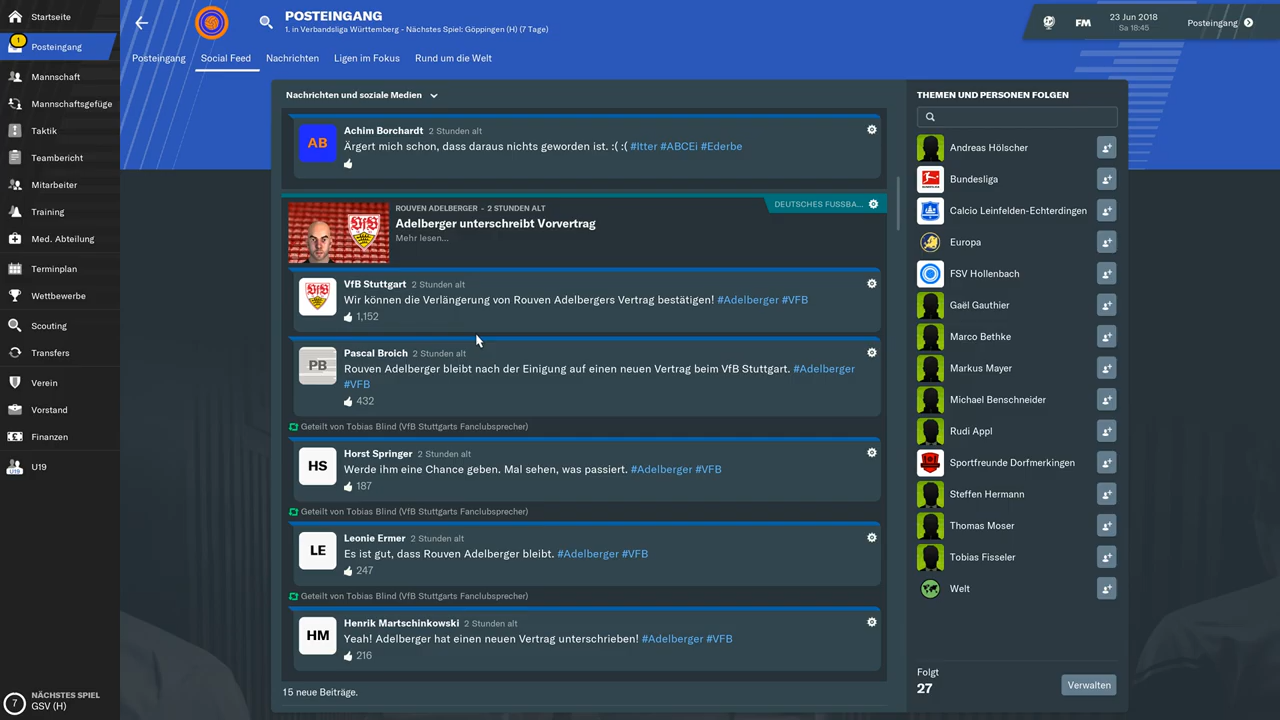 Startseite
1
Posteingang
Mannschaft
Mannschaftsgefüge
Taktik
Teambericht
Mitarbeiter
Training
Med. Abteilung
Terminplan
Wettbewerbe
Scouting
Transfers
Verein
Vorstand
Finanzen
U19
U19
7
NÄCHSTES SPIEL
GSV (H)
POSTEINGANG
1. in Verbandsliga Württemberg - Nächstes Spiel: Göppingen (H) (7 Tage)
FM
23 Jun 2018
Sa 18:45
Posteingang
Posteingang
Social Feed
Nachrichten
Ligen im Fokus
Rund um die Welt
Nachrichten und soziale Medien
AB
Achim Borchardt 2 Stunden alt
Ärgert mich schon, dass daraus nichts geworden ist. :( :( #Itter #ABCEi #Ederbe
ROUVEN ADELBERGER - 2 STUNDEN ALT
DEUTSCHES FUSSBA...
Adelberger unterschreibt Vorvertrag
Mehr lesen...
VfB Stuttgart 2 Stunden alt
Wir können die Verlängerung von Rouven Adelbergers Vertrag bestätigen! #Adelberger #VFB
1,152
PB
Pascal Broich 2 Stunden alt
Rouven Adelberger bleibt nach der Einigung auf einen neuen Vertrag beim VfB Stuttgart. #Adelberger
#VFB
432
Geteilt von Tobias Blind (VfB Stuttgarts Fanclubsprecher)
HS
Horst Springer 2 Stunden alt
Werde ihm eine Chance geben. Mal sehen, was passiert. #Adelberger #VFB
187
Geteilt von Tobias Blind (VfB Stuttgarts Fanclubsprecher)
LE
Leonie Ermer 2 Stunden alt
Es ist gut, dass Rouven Adelberger bleibt. #Adelberger #VFB
247
Geteilt von Tobias Blind (VfB Stuttgarts Fanclubsprecher)
HM
Henrik Martschinkowski 2 Stunden alt
Yeah! Adelberger hat einen neuen Vertrag unterschrieben! #Adelberger #VFB
216
15 neue Beiträge.
THEMEN UND PERSONEN FOLGEN
Andreas Hölscher
Bundesliga
Calcio Leinfelden-Echterdingen
Europa
FSV Hollenbach
Gaël Gauthier
Marco Bethke
Markus Mayer
Michael Benschneider
Rudi Appl
Sportfreunde Dorfmerkingen
Steffen Hermann
Thomas Moser
Tobias Fisseler
Welt
Folgt
27
Verwalten